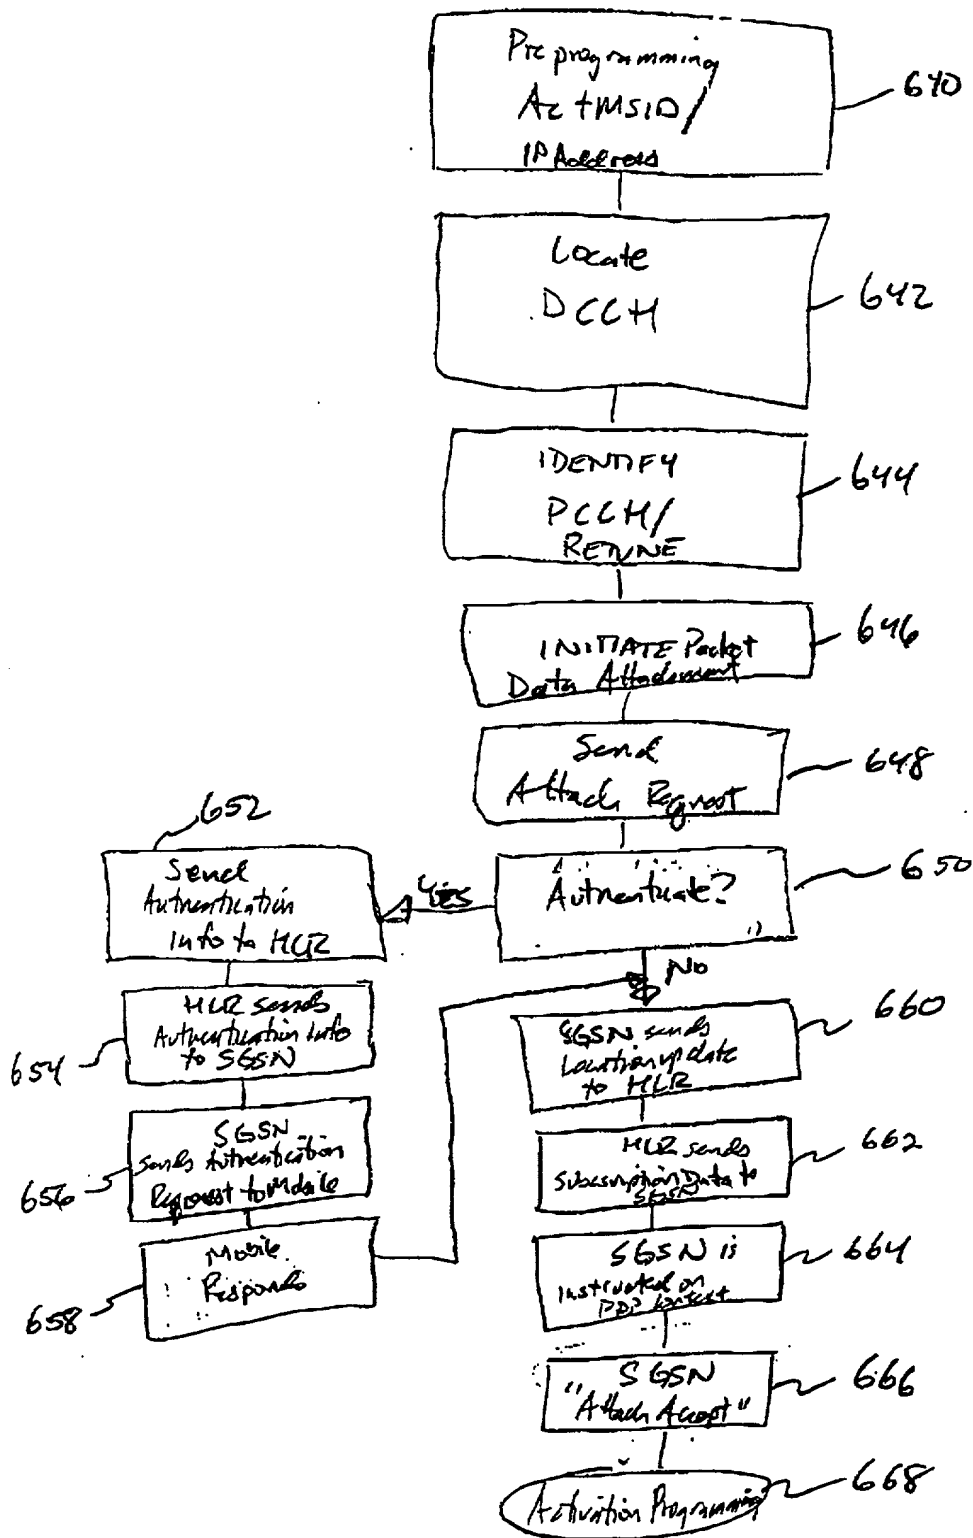 Preprogramming
Act MSID/
IP Address
640
Locate
DCCH
642
IDENTIFY
PCCH/
RETUNE
644
INITIATE Packet
Data Attachment
646
Send
Attach Request
648
652
Send
Authentication
Info to HLR
Yes
Authenticate?
650
No
HLR sends
Authentication Info
to SGSN
654
SGSN sends
Location update
to HLR
660
SGSN
sends Authentication
Request to Mobile
656
HLR sends
Subscription Data to
SGSN
662
Mobile
Responds
658
SGSN is
Instructed on
PDP Context
664
SGSN
"Attach Accept"
666
Activation Programming
668